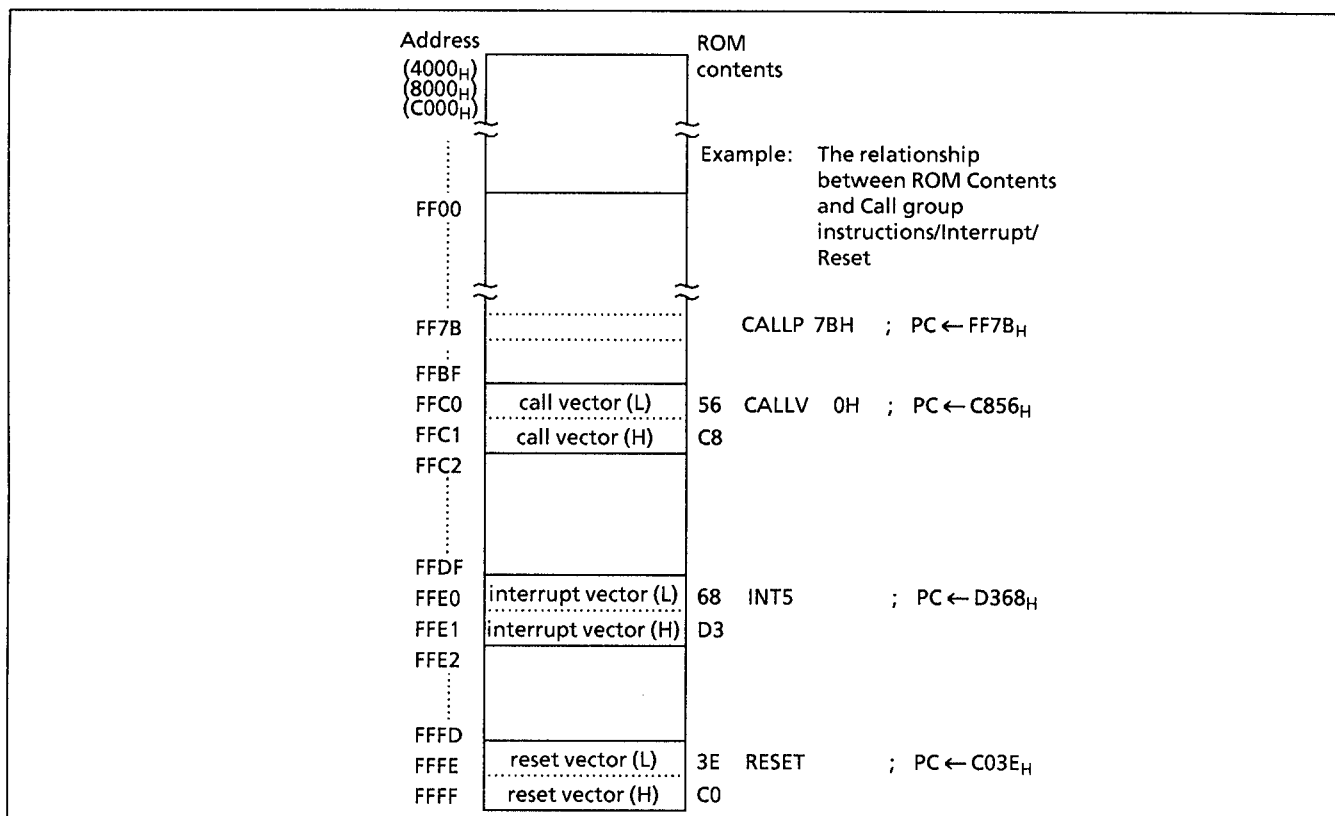 Address ROM
(4000H) contents
(8000H)
(C000H)
Example: The relationship
between ROM Contents
FF00 and Call group
instructions/Interrupt/
Reset
FF7B CALLP 7BH ; PC ← FF7BH
FFBF
FFC0 call vector (L) 56 CALLV 0H ; PC ← C856H
FFC1 call vector (H) C8
FFC2
FFDF
FFE0 interrupt vector (L) 68 INT5 ; PC ← D368H
FFE1 interrupt vector (H) D3
FFE2
FFFD
FFFE reset vector (L) 3E RESET ; PC ← C03EH
FFFF reset vector (H) C0